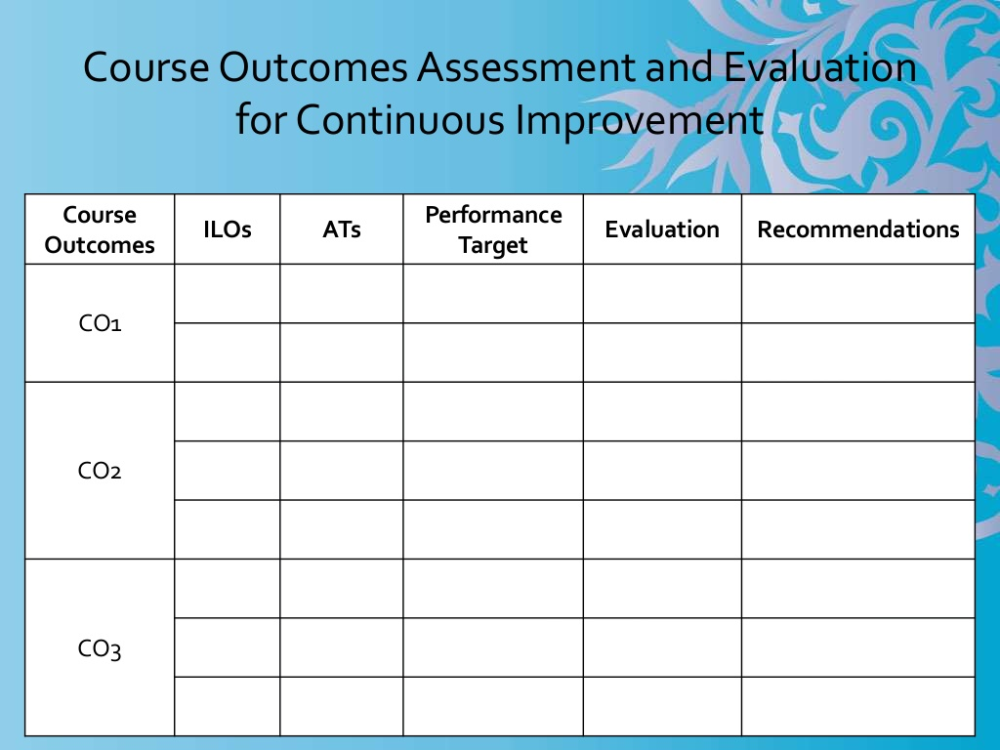 Course Outcomes Assessment and Evaluation
for Continuous Improvement
Course
Outcomes
ILOs
ATs
Performance
Target
Evaluation
Recommendations
CO1
CO2
CO3